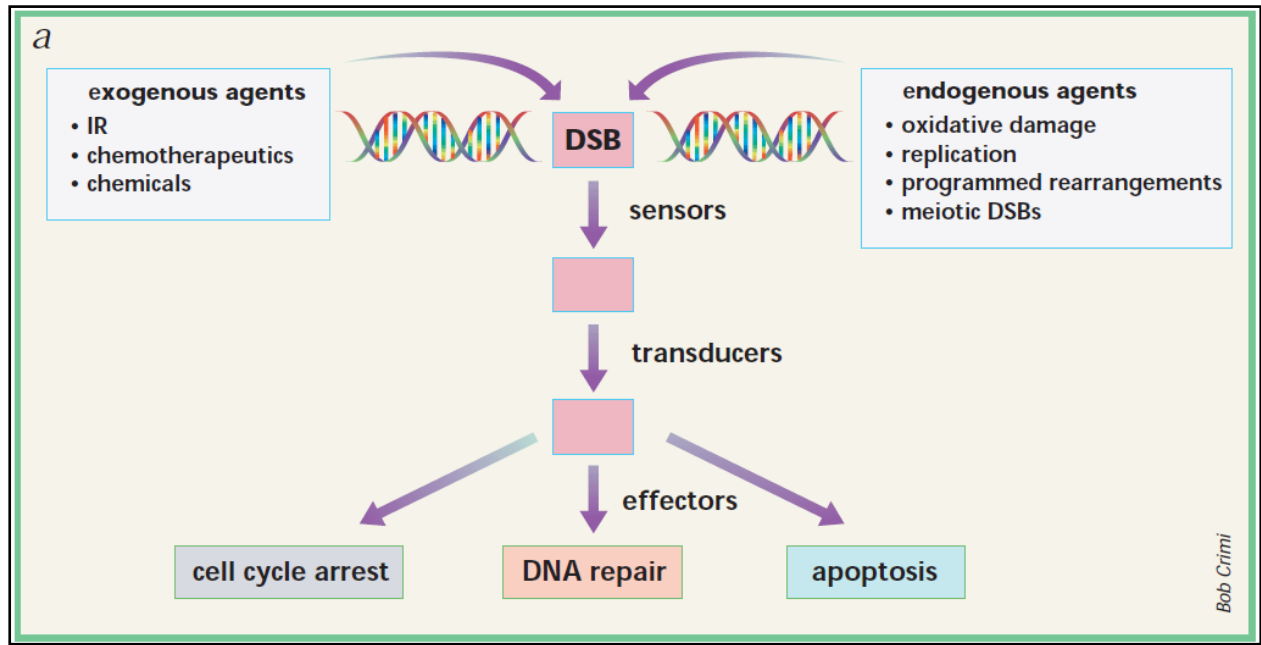 a
exogenous agents
• IR
• chemotherapeutics
• chemicals
DSB
endogenous agents
• oxidative damage
• replication
• programmed rearrangements
• meiotic DSBs
sensors
transducers
effectors
cell cycle arrest
DNA repair
apoptosis
Bob Crimi